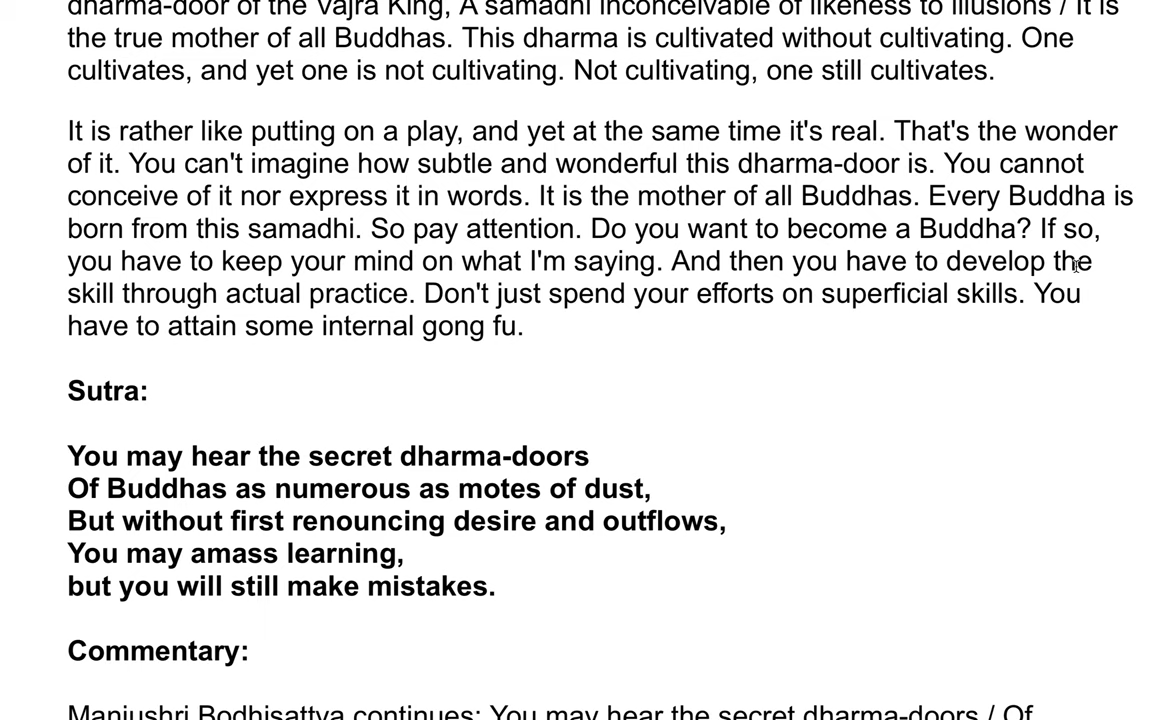 dharma-door of the Vajra King, A samadhi inconceivable of likeness to illusions / It is
the true mother of all Buddhas. This dharma is cultivated without cultivating. One
cultivates, and yet one is not cultivating. Not cultivating, one still cultivates.
It is rather like putting on a play, and yet at the same time it's real. That's the wonder
of it. You can't imagine how subtle and wonderful this dharma-door is. You cannot
conceive of it nor express it in words. It is the mother of all Buddhas. Every Buddha is
born from this samadhi. So pay attention. Do you want to become a Buddha? If so,
you have to keep your mind on what I'm saying. And then you have to develop the
skill through actual practice. Don't just spend your efforts on superficial skills. You
have to attain some internal gong fu.
Sutra:
You may hear the secret dharma-doors
Of Buddhas as numerous as motes of dust,
But without first renouncing desire and outflows,
You may amass learning,
but you will still make mistakes.
Commentary:
Manjushri Bodhisattva continues: You may hear the secret dharma-doors / Of